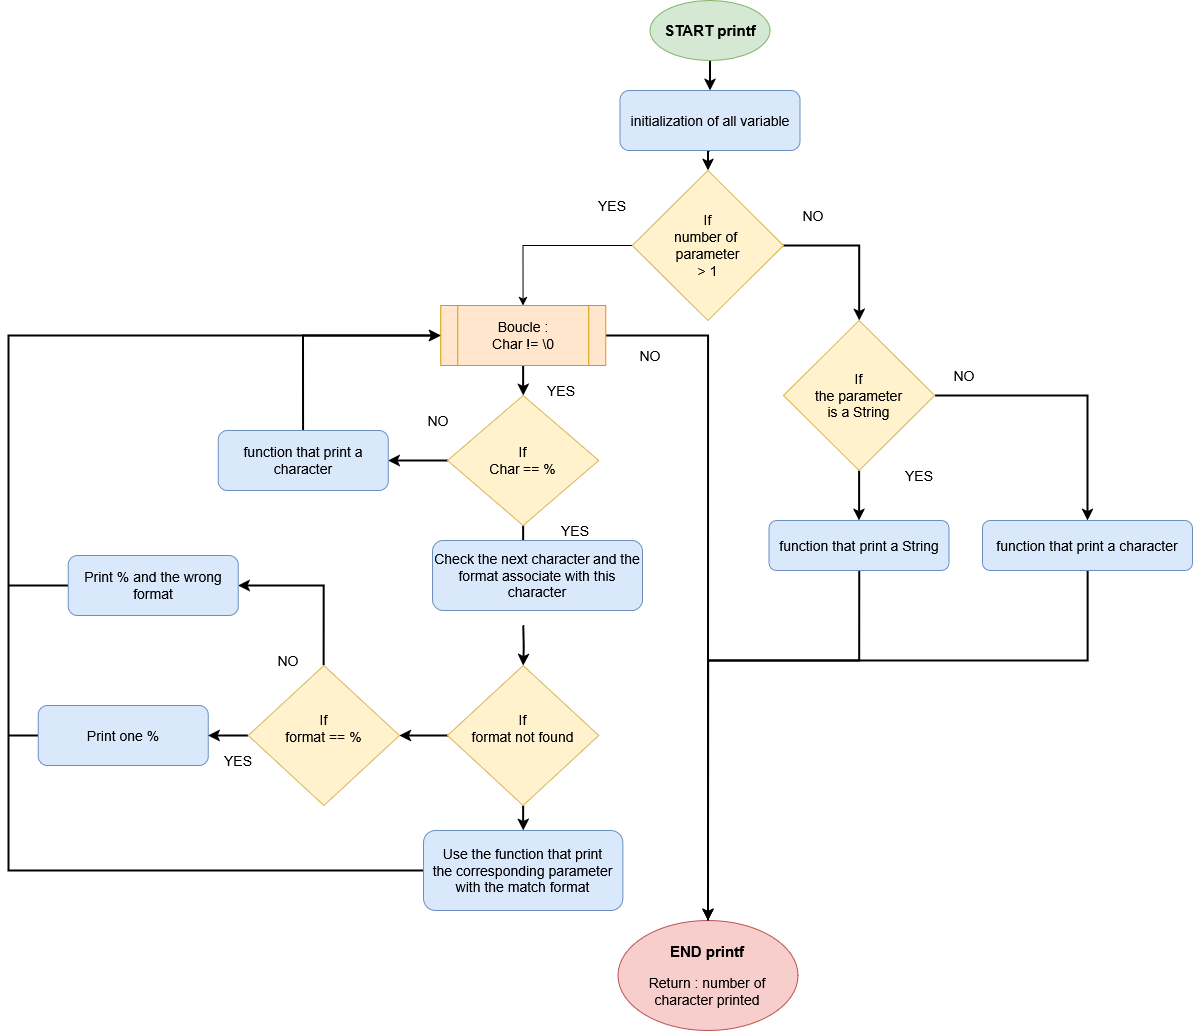 START printf
initialization of all variable
YES
NO
If
number of
parameter
> 1
Boucle :
Char != \0
NO
YES
If
the parameter
is a String
NO
YES
NO
If
Char == %
function that print a
character
YES
function that print a String
function that print a character
Check the next character and the
format associate with this
character
Print % and the wrong
format
NO
If
format == %
If
format not found
Print one %
YES
Use the function that print
the corresponding parameter
with the match format
END printf
Return : number of
character printed